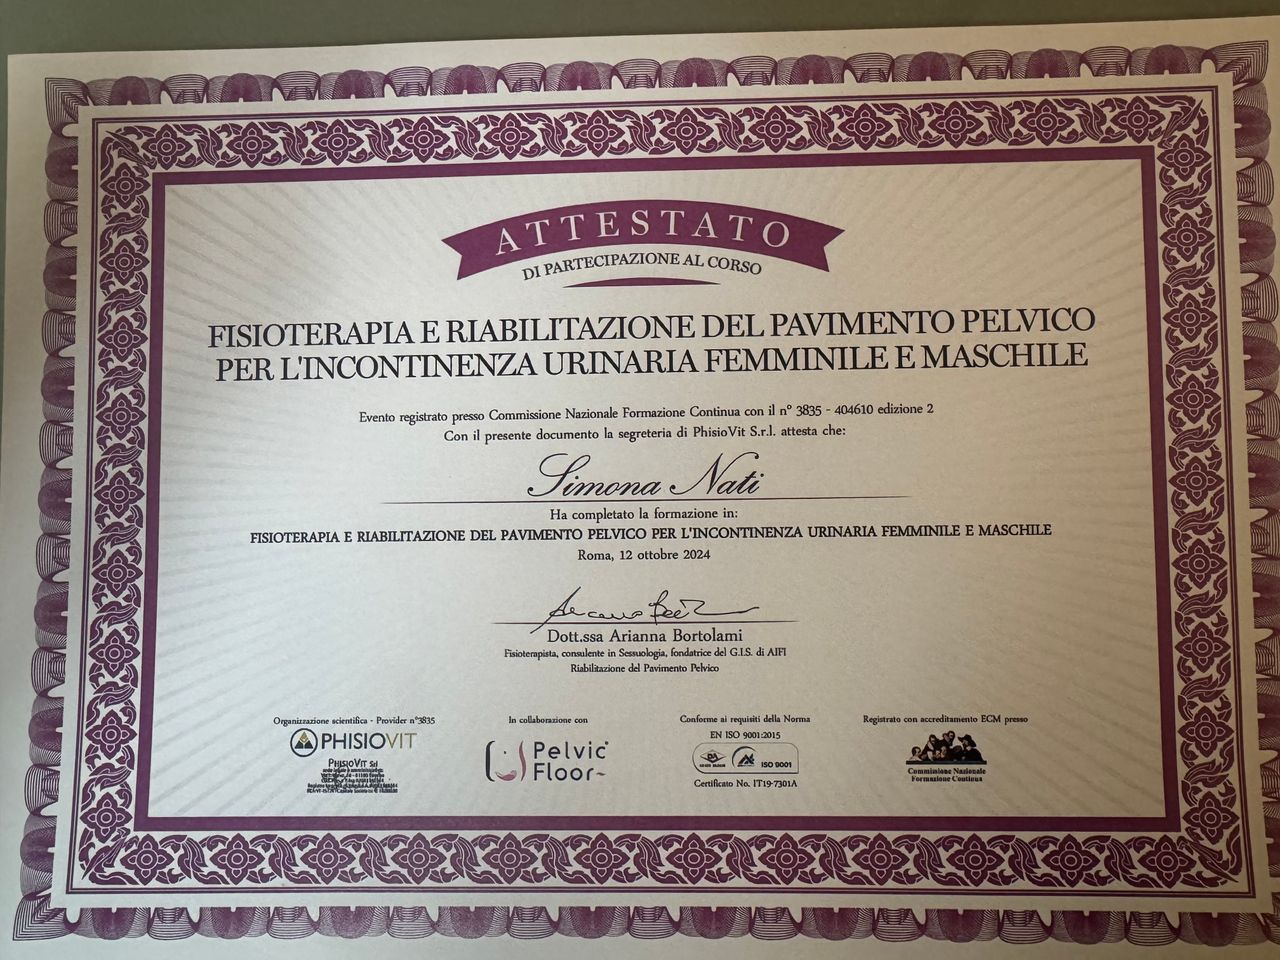 ATTESTATO
DI PARTECIPAZIONE AL CORSO
FISIOTERAPIA E RIABILITAZIONE DEL PAVIMENTO PELVICO
PER L'INCONTINENZA URINARIA FEMMINILE E MASCHILE
Evento registrato presso Commissione Nazionale Formazione Continua con il n° 3835 - 404610 edizione 2
Con il presente documento la segreteria di PhisioVit S.r.l. attesta che:
Simona Nati
Ha completato la formazione in:
FISIOTERAPIA E RIABILITAZIONE DEL PAVIMENTO PELVICO PER L'INCONTINENZA URINARIA FEMMINILE E MASCHILE
Roma, 12 ottobre 2024
Dott.ssa Arianna Bortolami
Fisioterapista, consulente in Sessuologia, fondatrice del G.I.S. di AIFI
Riabilitazione del Pavimento Pelvico
Organizzazione scientifica - Provider n°3835
PHISIOVIT
PHISIOVIT Srl
In collaborazione con
Pelvic
Floor
Conforme ai requisiti della Norma
EN ISO 9001:2015
ISO 9001
Certificato No. IT19-7301A
Registrato con accreditamento ECM presso
Commissione Nazionale
Formazione Continua